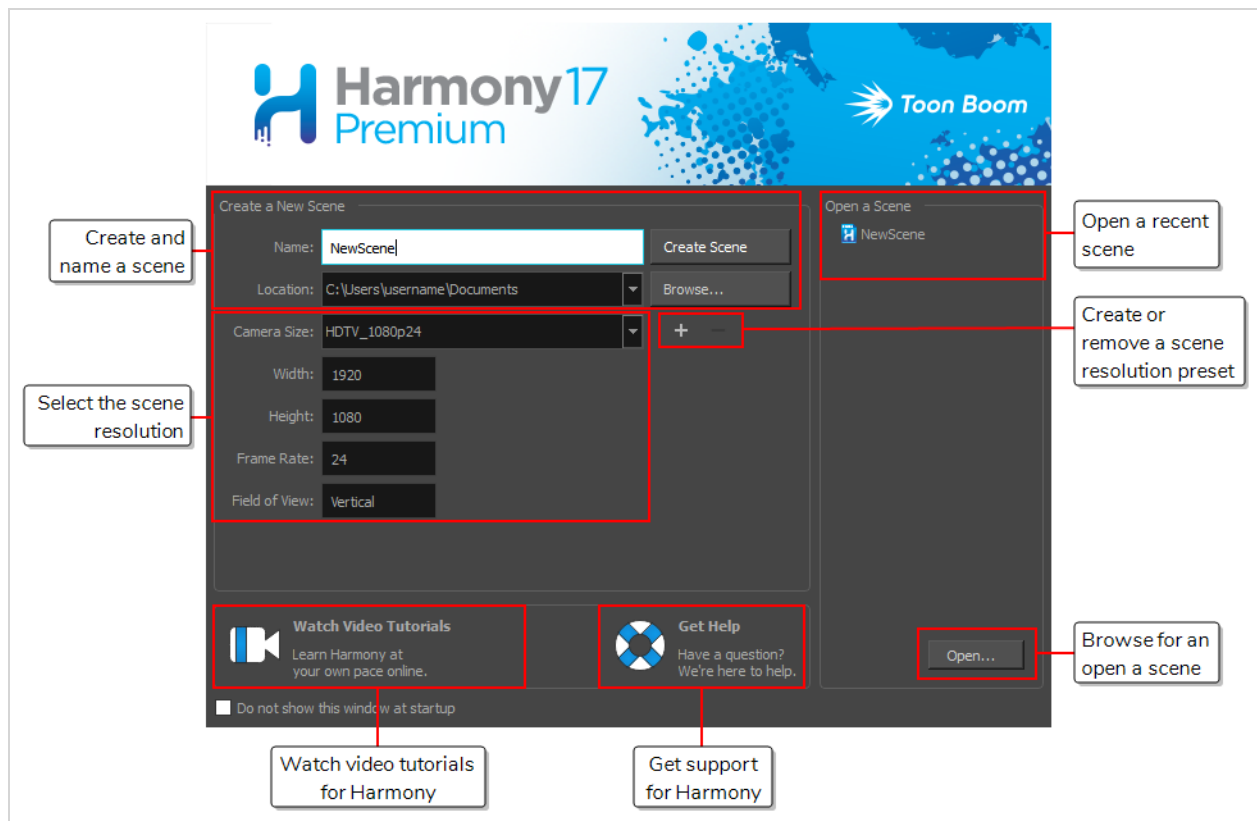 Harmony 17
Premium
Toon Boom
Create a New Scene
Name:
NewScene
Create Scene
Location:
C:\Users\username\Documents
Browse...
Camera Size:
HDTV_1080p24
+
−
Width:
1920
Height:
1080
Frame Rate:
24
Field of View:
Vertical
Open a Scene
NewScene
Watch Video Tutorials
Learn Harmony at
your own pace online.
Get Help
Have a question?
We're here to help.
Open...
Do not show this window at startup
Create and
name a scene
Select the scene
resolution
Open a recent
scene
Create or
remove a scene
resolution preset
Browse for an
open a scene
Watch video tutorials
for Harmony
Get support
for Harmony